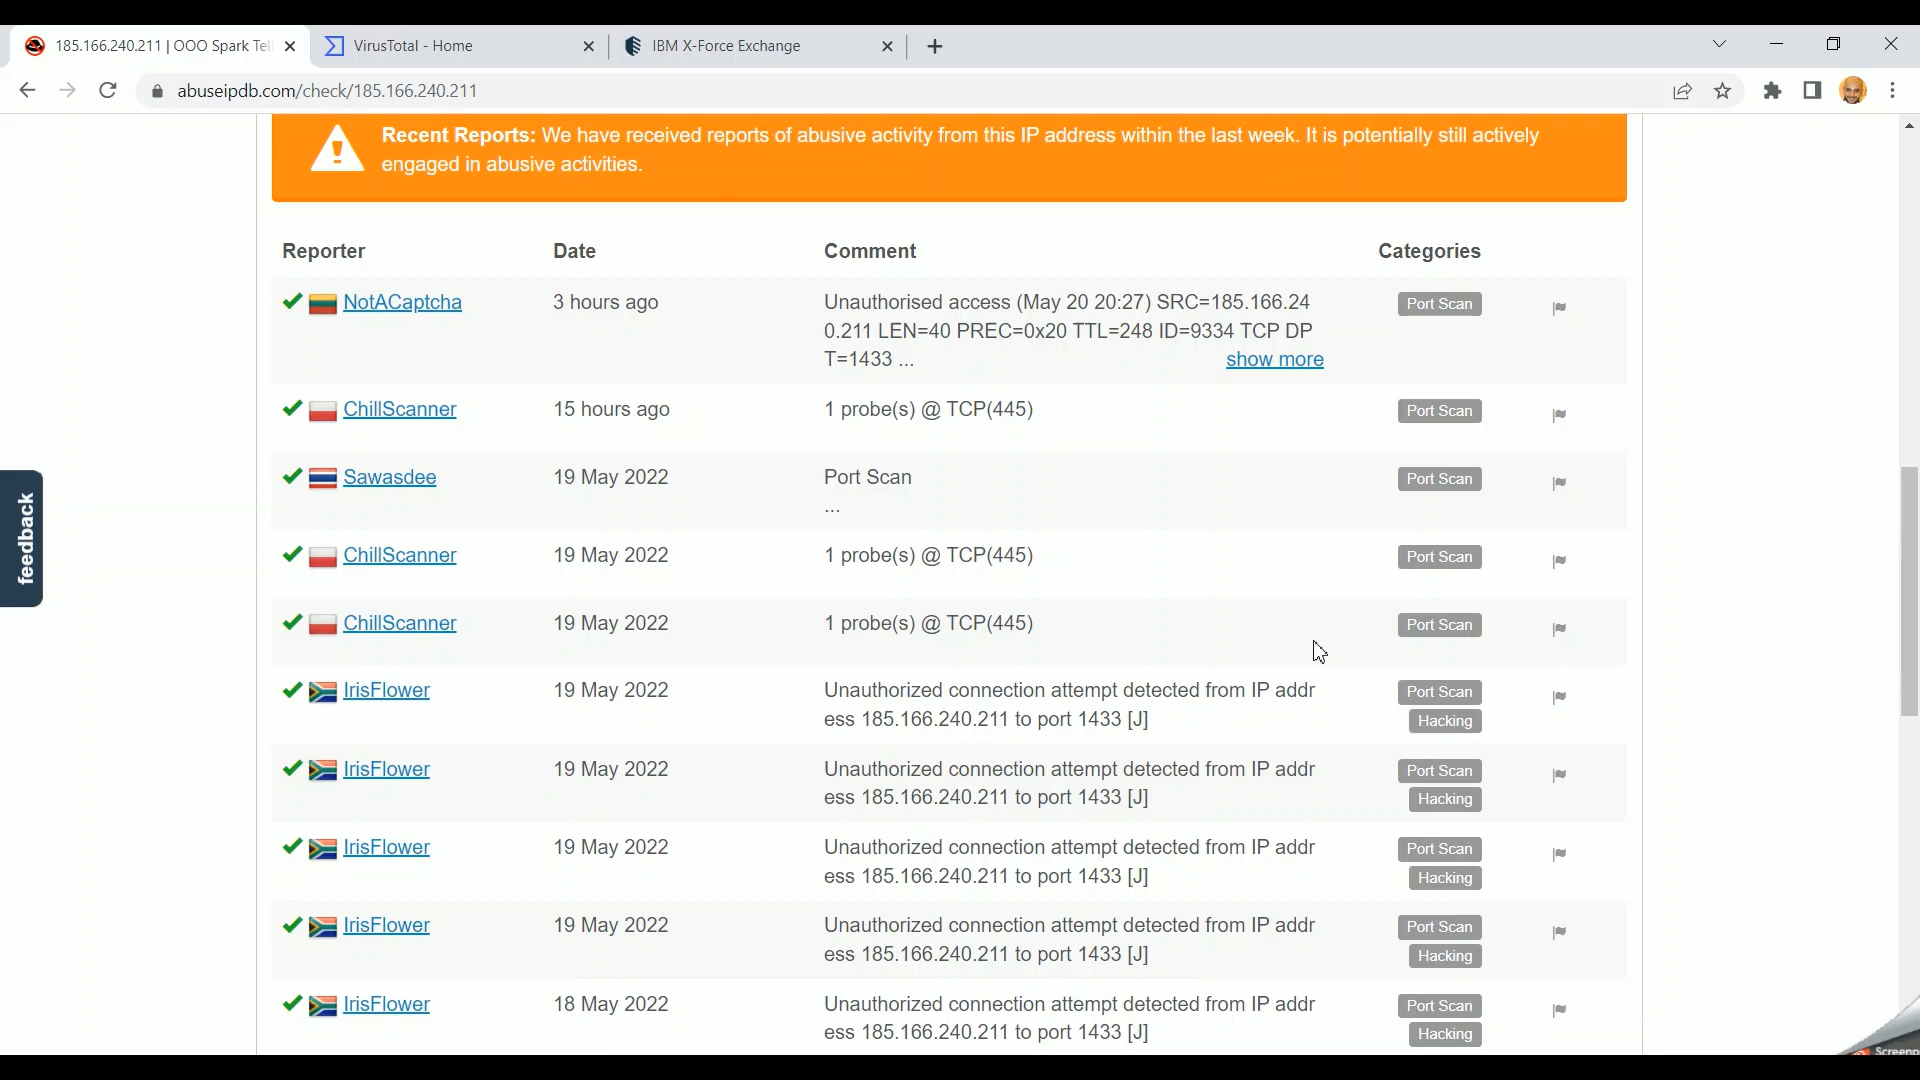 185.166.240.211 | OOO Spark Tel
VirusTotal - Home
IBM X-Force Exchange
abuseipdb.com/check/185.166.240.211
Recent Reports: We have received reports of abusive activity from this IP address within the last week. It is potentially still actively
engaged in abusive activities.
Reporter Date Comment Categories
NotACaptcha 3 hours ago Unauthorised access (May 20 20:27) SRC=185.166.24 Port Scan
0.211 LEN=40 PREC=0x20 TTL=248 ID=9334 TCP DP
T=1433 ... show more
ChillScanner 15 hours ago 1 probe(s) @ TCP(445) Port Scan
Sawasdee 19 May 2022 Port Scan Port Scan
...
feedback
ChillScanner 19 May 2022 1 probe(s) @ TCP(445) Port Scan
ChillScanner 19 May 2022 1 probe(s) @ TCP(445) Port Scan
IrisFlower 19 May 2022 Unauthorized connection attempt detected from IP addr Port Scan
ess 185.166.240.211 to port 1433 [J] Hacking
IrisFlower 19 May 2022 Unauthorized connection attempt detected from IP addr Port Scan
ess 185.166.240.211 to port 1433 [J] Hacking
IrisFlower 19 May 2022 Unauthorized connection attempt detected from IP addr Port Scan
ess 185.166.240.211 to port 1433 [J] Hacking
IrisFlower 19 May 2022 Unauthorized connection attempt detected from IP addr Port Scan
ess 185.166.240.211 to port 1433 [J] Hacking
IrisFlower 18 May 2022 Unauthorized connection attempt detected from IP addr Port Scan
ess 185.166.240.211 to port 1433 [J] Hacking